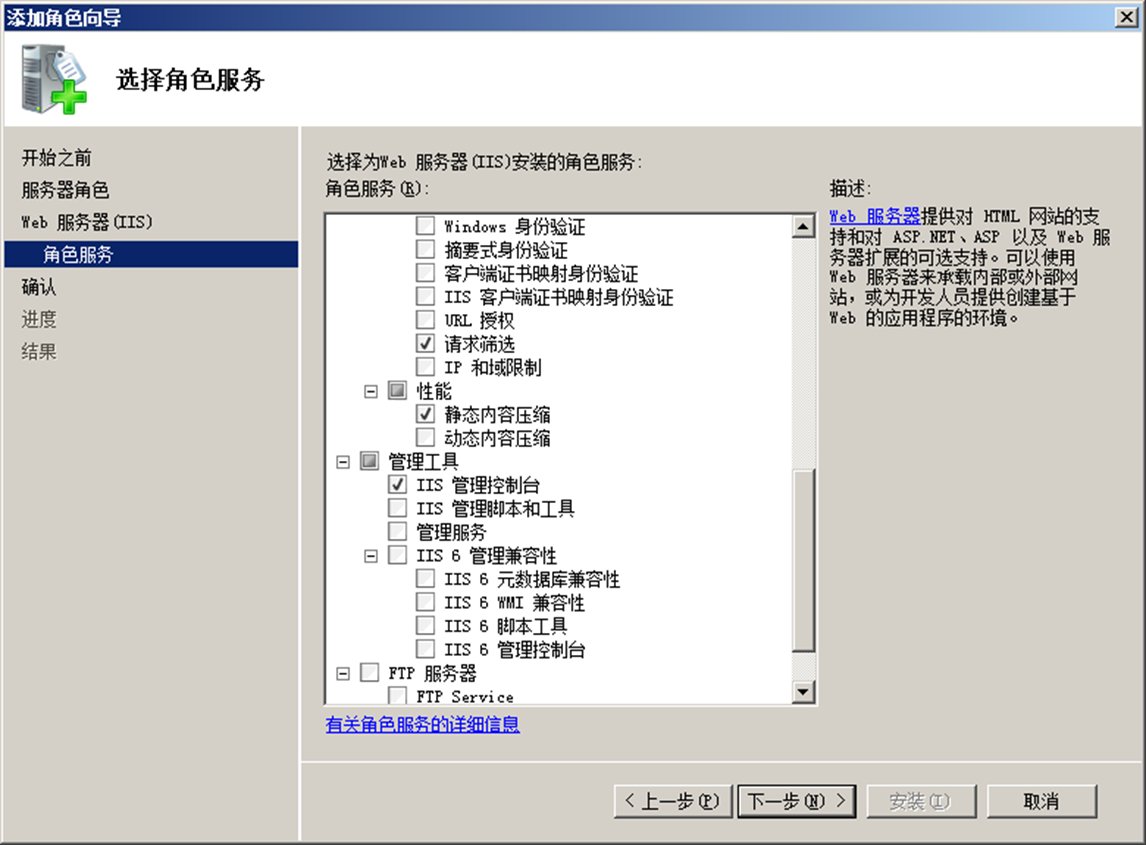 添加角色向导
选择角色服务
开始之前
服务器角色
Web 服务器(IIS)
角色服务
确认
进度
结果
选择为Web 服务器(IIS)安装的角色服务:
角色服务(R):
Windows 身份验证
摘要式身份验证
客户端证书映射身份验证
IIS 客户端证书映射身份验证
URL 授权
请求筛选
IP 和域限制
性能
静态内容压缩
动态内容压缩
管理工具
IIS 管理控制台
IIS 管理脚本和工具
管理服务
IIS 6 管理兼容性
IIS 6 元数据库兼容性
IIS 6 WMI 兼容性
IIS 6 脚本工具
IIS 6 管理控制台
FTP 服务器
FTP Service
有关角色服务的详细信息
描述:
Web 服务器提供对 HTML 网站的支
持和对 ASP.NET、ASP 以及 Web 服
务器扩展的可选支持。可以使用
Web 服务器来承载内部或外部网
站，或为开发人员提供创建基于
Web 的应用程序的环境。
< 上一步(P)
下一步(N) >
安装(I)
取消